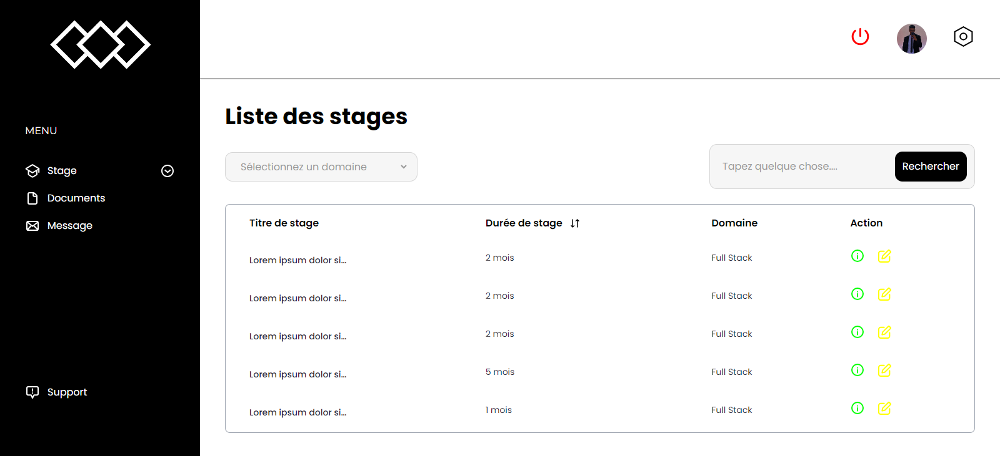 MENU
Stage
Documents
Message
Support
Liste des stages
Sélectionnez un domaine
Tapez quelque chose.... Rechercher
Titre de stage Durée de stage Domaine Action
Lorem ipsum dolor si... 2 mois Full Stack
Lorem ipsum dolor si... 2 mois Full Stack
Lorem ipsum dolor si... 2 mois Full Stack
Lorem ipsum dolor si... 5 mois Full Stack
Lorem ipsum dolor si... 1 mois Full Stack